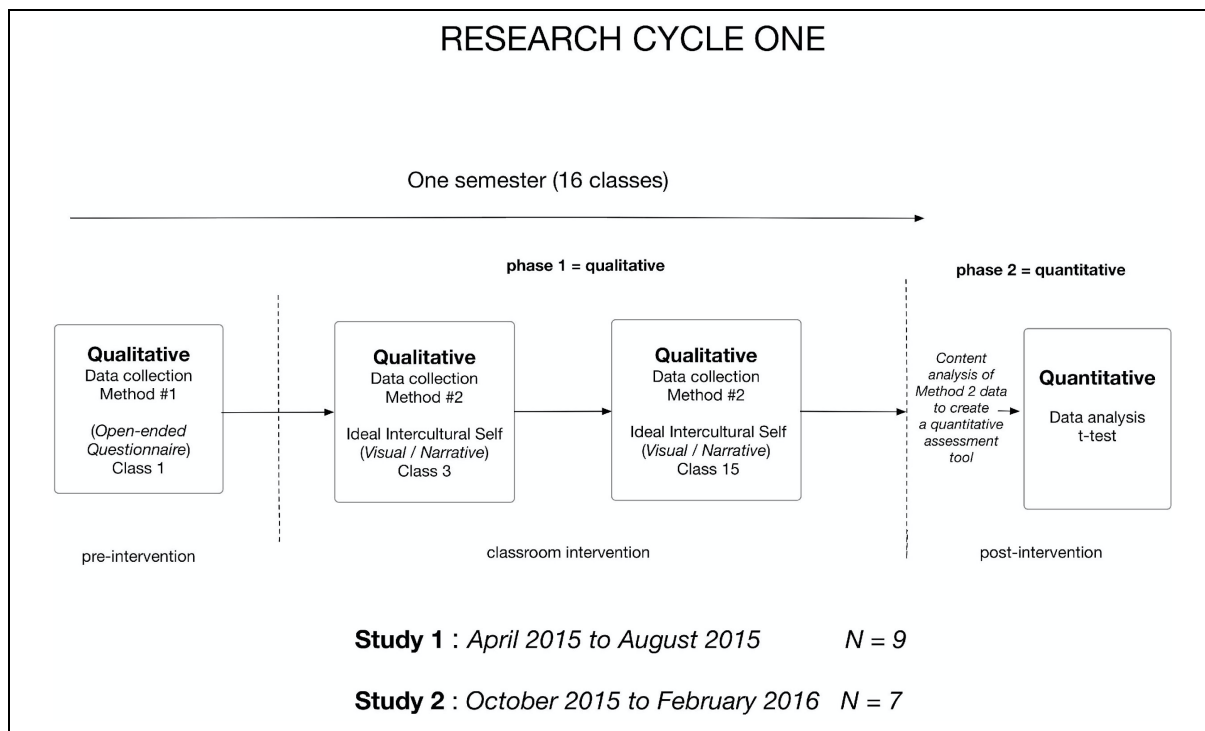 RESEARCH CYCLE ONE
One semester (16 classes)
phase 1 = qualitative
phase 2 = quantitative
Qualitative
Data collection
Method #1
(Open-ended
Questionnaire)
Class 1
Qualitative
Data collection
Method #2
Ideal Intercultural Self
(Visual / Narrative)
Class 3
Qualitative
Data collection
Method #2
Ideal Intercultural Self
(Visual / Narrative)
Class 15
Content
analysis of
Method 2 data
to create
a quantitative
assessment
tool
Quantitative
Data analysis
t-test
pre-intervention
classroom intervention
post-intervention
Study 1 : April 2015 to August 2015 N = 9
Study 2 : October 2015 to February 2016 N = 7